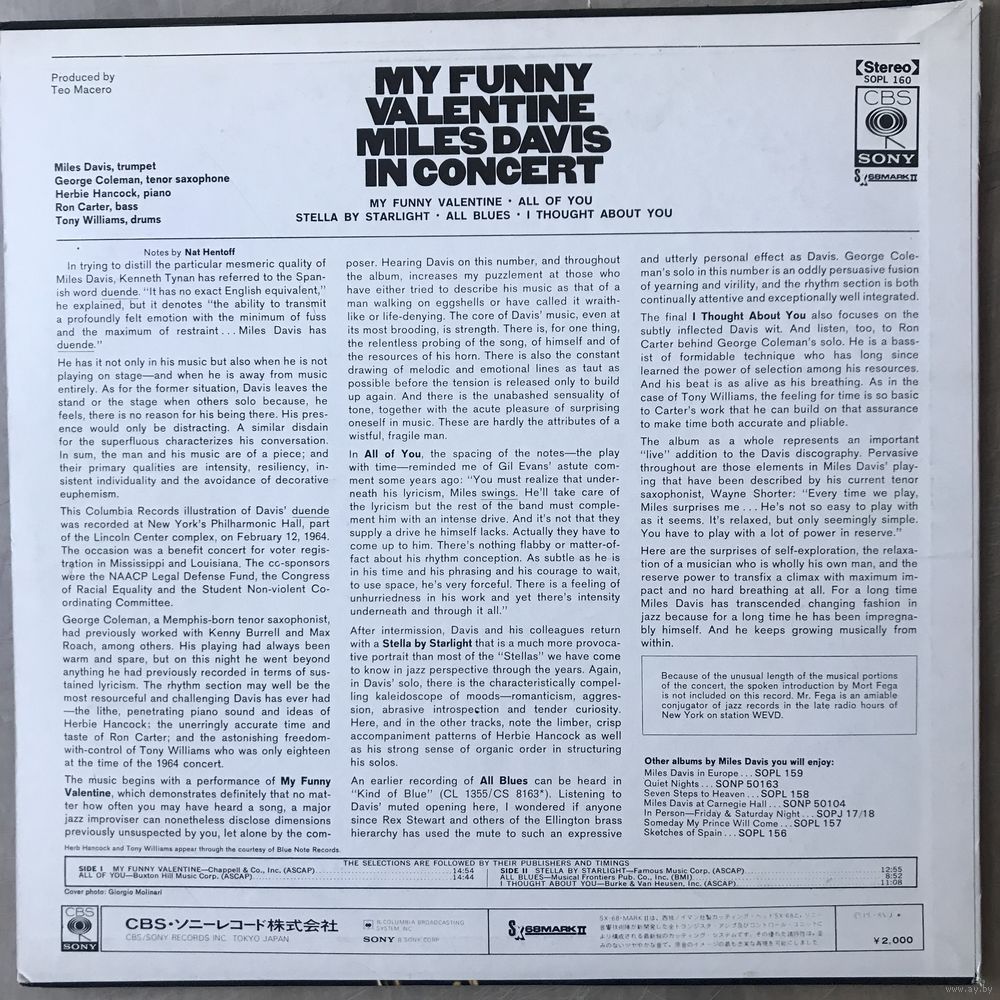 Produced by
Teo Macero
MY FUNNY
VALENTINE
MILES DAVIS
IN CONCERT
【Stereo】
SOPL 160
CBS
SONY
SX 68MARK II
Miles Davis, trumpet
George Coleman, tenor saxophone
Herbie Hancock, piano
Ron Carter, bass
Tony Williams, drums
MY FUNNY VALENTINE • ALL OF YOU
STELLA BY STARLIGHT • ALL BLUES • I THOUGHT ABOUT YOU
Notes by Nat Hentoff
In trying to distill the particular mesmeric quality of
Miles Davis, Kenneth Tynan has referred to the Span-
ish word duende. "It has no exact English equivalent,"
he explained, but it denotes "the ability to transmit
a profoundly felt emotion with the minimum of fuss
and the maximum of restraint . . . Miles Davis has
duende."
He has it not only in his music but also when he is not
playing on stage—and when he is away from music
entirely. As for the former situation, Davis leaves the
stand or the stage when others solo because, he
feels, there is no reason for his being there. His pres-
ence would only be distracting. A similar disdain
for the superfluous characterizes his conversation.
In sum, the man and his music are of a piece; and
their primary qualities are intensity, resiliency, in-
sistent individuality and the avoidance of decorative
euphemism.
This Columbia Records illustration of Davis' duende
was recorded at New York's Philharmonic Hall, part
of the Lincoln Center complex, on February 12, 1964.
The occasion was a benefit concert for voter regis-
tration in Mississippi and Louisiana. The co-sponsors
were the NAACP Legal Defense Fund, the Congress
of Racial Equality and the Student Non-violent Co-
ordinating Committee.
George Coleman, a Memphis-born tenor saxophonist,
had previously worked with Kenny Burrell and Max
Roach, among others. His playing had always been
warm and spare, but on this night he went beyond
anything he had previously recorded in terms of sus-
tained lyricism. The rhythm section may well be the
most resourceful and challenging Davis has ever had
—the lithe, penetrating piano sound and ideas of
Herbie Hancock; the unerringly accurate time and
taste of Ron Carter; and the astonishing freedom-
with-control of Tony Williams who was only eighteen
at the time of the 1964 concert.
The music begins with a performance of My Funny
Valentine, which demonstrates definitely that no mat-
ter how often you may have heard a song, a major
jazz improviser can nonetheless disclose dimensions
previously unsuspected by you, let alone by the com-
poser. Hearing Davis on this number, and throughout
the album, increases my puzzlement at those who
have either tried to describe his music as that of a
man walking on eggshells or have called it wraith-
like or life-denying. The core of Davis' music, even at
its most brooding, is strength. There is, for one thing,
the relentless probing of the song, of himself and of
the resources of his horn. There is also the constant
drawing of melodic and emotional lines as taut as
possible before the tension is released only to build
up again. And there is the unabashed sensuality of
tone, together with the acute pleasure of surprising
oneself in music. These are hardly the attributes of a
wistful, fragile man.
In All of You, the spacing of the notes—the play
with time—reminded me of Gil Evans' astute com-
ment some years ago: "You must realize that under-
neath his lyricism, Miles swings. He'll take care of
the lyricism but the rest of the band must comple-
ment him with an intense drive. And it's not that they
supply a drive he himself lacks. Actually they have to
come up to him. There's nothing flabby or matter-of-
fact about his rhythm conception. As subtle as he is
in his time and his phrasing and his courage to wait,
to use space, he's very forceful. There is a feeling of
unhurriedness in his work and yet there's intensity
underneath and through it all."
After intermission, Davis and his colleagues return
with a Stella by Starlight that is a much more provoca-
tive portrait than most of the "Stellas" we have come
to know in jazz perspective through the years. Again,
in Davis' solo, there is the characteristically compel-
ling kaleidoscope of moods—romanticism, aggres-
sion, abrasive introspection and tender curiosity.
Here, and in the other tracks, note the limber, crisp
accompaniment patterns of Herbie Hancock as well
as his strong sense of organic order in structuring
his solos.
An earlier recording of All Blues can be heard in
"Kind of Blue" (CL 1355/CS 8163*). Listening to
Davis' muted opening here, I wondered if anyone
since Rex Stewart and others of the Ellington brass
hierarchy has used the mute to such an expressive
and utterly personal effect as Davis. George Cole-
man's solo in this number is an oddly persuasive fusion
of yearning and virility, and the rhythm section is both
continually attentive and exceptionally well integrated.
The final I Thought About You also focuses on the
subtly inflected Davis wit. And listen, too, to Ron
Carter behind George Coleman's solo. He is a bass-
ist of formidable technique who has long since
learned the power of selection among his resources.
And his beat is as alive as his breathing. As in the
case of Tony Williams, the feeling for time is so basic
to Carter's work that he can build on that assurance
to make time both accurate and pliable.
The album as a whole represents an important
"live" addition to the Davis discography. Pervasive
throughout are those elements in Miles Davis' play-
ing that have been described by his current tenor
saxophonist, Wayne Shorter: "Every time we play,
Miles surprises me . . . He's not so easy to play with
as it seems. It's relaxed, but only seemingly simple.
You have to play with a lot of power in reserve."
Here are the surprises of self-exploration, the relaxa-
tion of a musician who is wholly his own man, and the
reserve power to transfix a climax with maximum im-
pact and no hard breathing at all. For a long time
Miles Davis has transcended changing fashion in
jazz because for a long time he has been impregna-
bly himself. And he keeps growing musically from
within.
Because of the unusual length of the musical portions
of the concert, the spoken introduction by Mort Fega
is not included on this record. Mr. Fega is an amiable
conjugator of jazz records in the late radio hours of
New York on station WEVD.
Other albums by Miles Davis you will enjoy:
Miles Davis in Europe . . . SOPL 159
Quiet Nights . . . SONP 50163
Seven Steps to Heaven . . . SOPL 158
Miles Davis at Carnegie Hall . . . SONP 50104
In Person—Friday & Saturday Night . . . SOPJ 17/18
Someday My Prince Will Come . . . SOPL 157
Sketches of Spain . . . SOPL 156
Herb Hancock and Tony Williams appear through the courtesy of Blue Note Records.
THE SELECTIONS ARE FOLLOWED BY THEIR PUBLISHERS AND TIMINGS
SIDE I MY FUNNY VALENTINE—Chappell & Co., Inc. (ASCAP) 14:54
ALL OF YOU—Buxton Hill Music Corp. (ASCAP) 14:44
SIDE II STELLA BY STARLIGHT—Famous Music Corp. (ASCAP) 12:55
ALL BLUES—Musical Frontiers Pub. Co., Inc. (BMI) 8:52
I THOUGHT ABOUT YOU—Burke & Van Heusen, Inc. (ASCAP) 11:08
Cover photo: Giorgio Molinari
CBS
SONY
CBS・ソニーレコード株式会社
CBS/SONY RECORDS INC. TOKYO JAPAN
® COLUMBIA BROADCASTING
SYSTEM, INC.
SONY ® SONY CORP
SX 68MARK II
¥2,000
www.ay.by